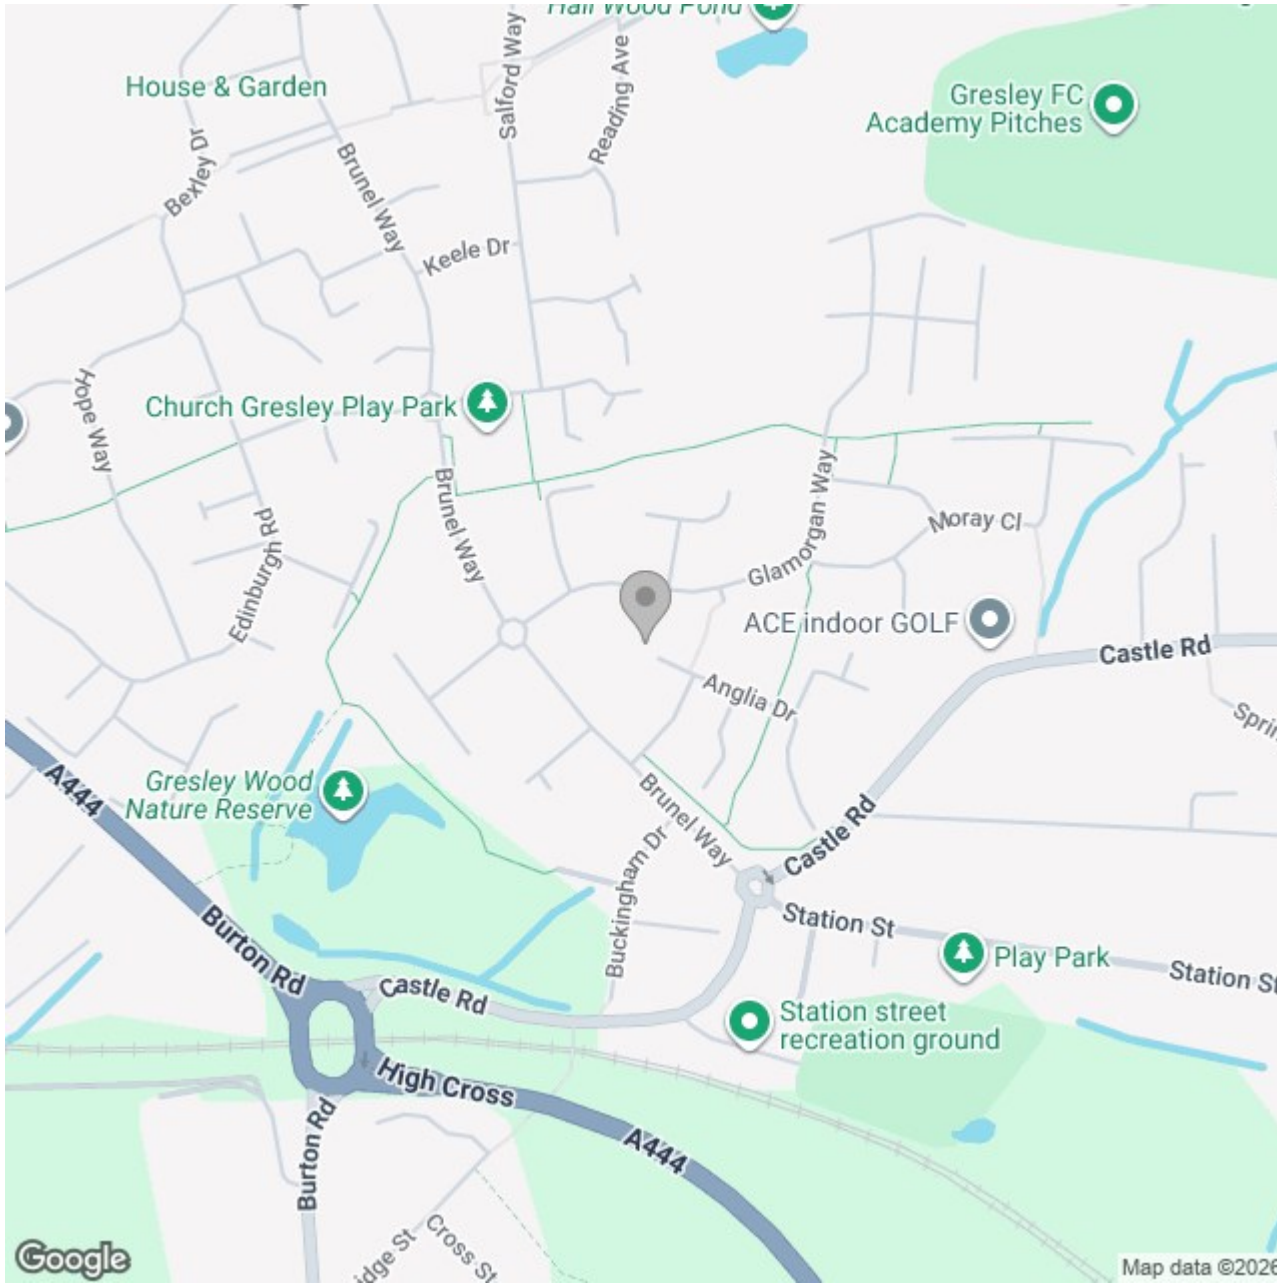 Hall Wood Pond
House & Garden
Salford Way
Reading Ave
Gresley FC
Academy Pitches
Bexley Dr
Brunel Way
Keele Dr
Hope Way
Church Gresley Play Park
Brunel Way
Glamorgan Way
Moray Cl
Edinburgh Rd
ACE indoor GOLF
Castle Rd
Anglia Dr
A444
Gresley Wood
Nature Reserve
Brunel Way
Castle Rd
Buckingham Dr
Burton Rd
Station St
Play Park
Station St
Castle Rd
Station street
recreation ground
High Cross
Burton Rd
A444
Cross St
Google
Map data ©2026